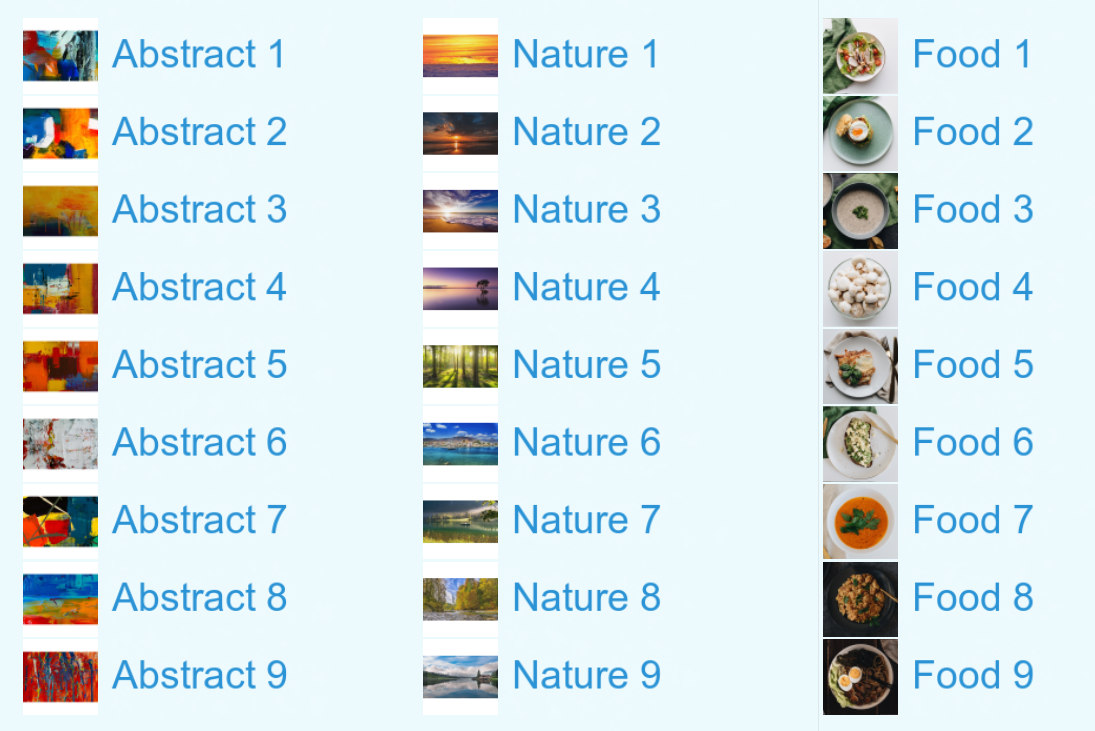 Abstract 1
Abstract 2
Abstract 3
Abstract 4
Abstract 5
Abstract 6
Abstract 7
Abstract 8
Abstract 9
Nature 1
Nature 2
Nature 3
Nature 4
Nature 5
Nature 6
Nature 7
Nature 8
Nature 9
Food 1
Food 2
Food 3
Food 4
Food 5
Food 6
Food 7
Food 8
Food 9